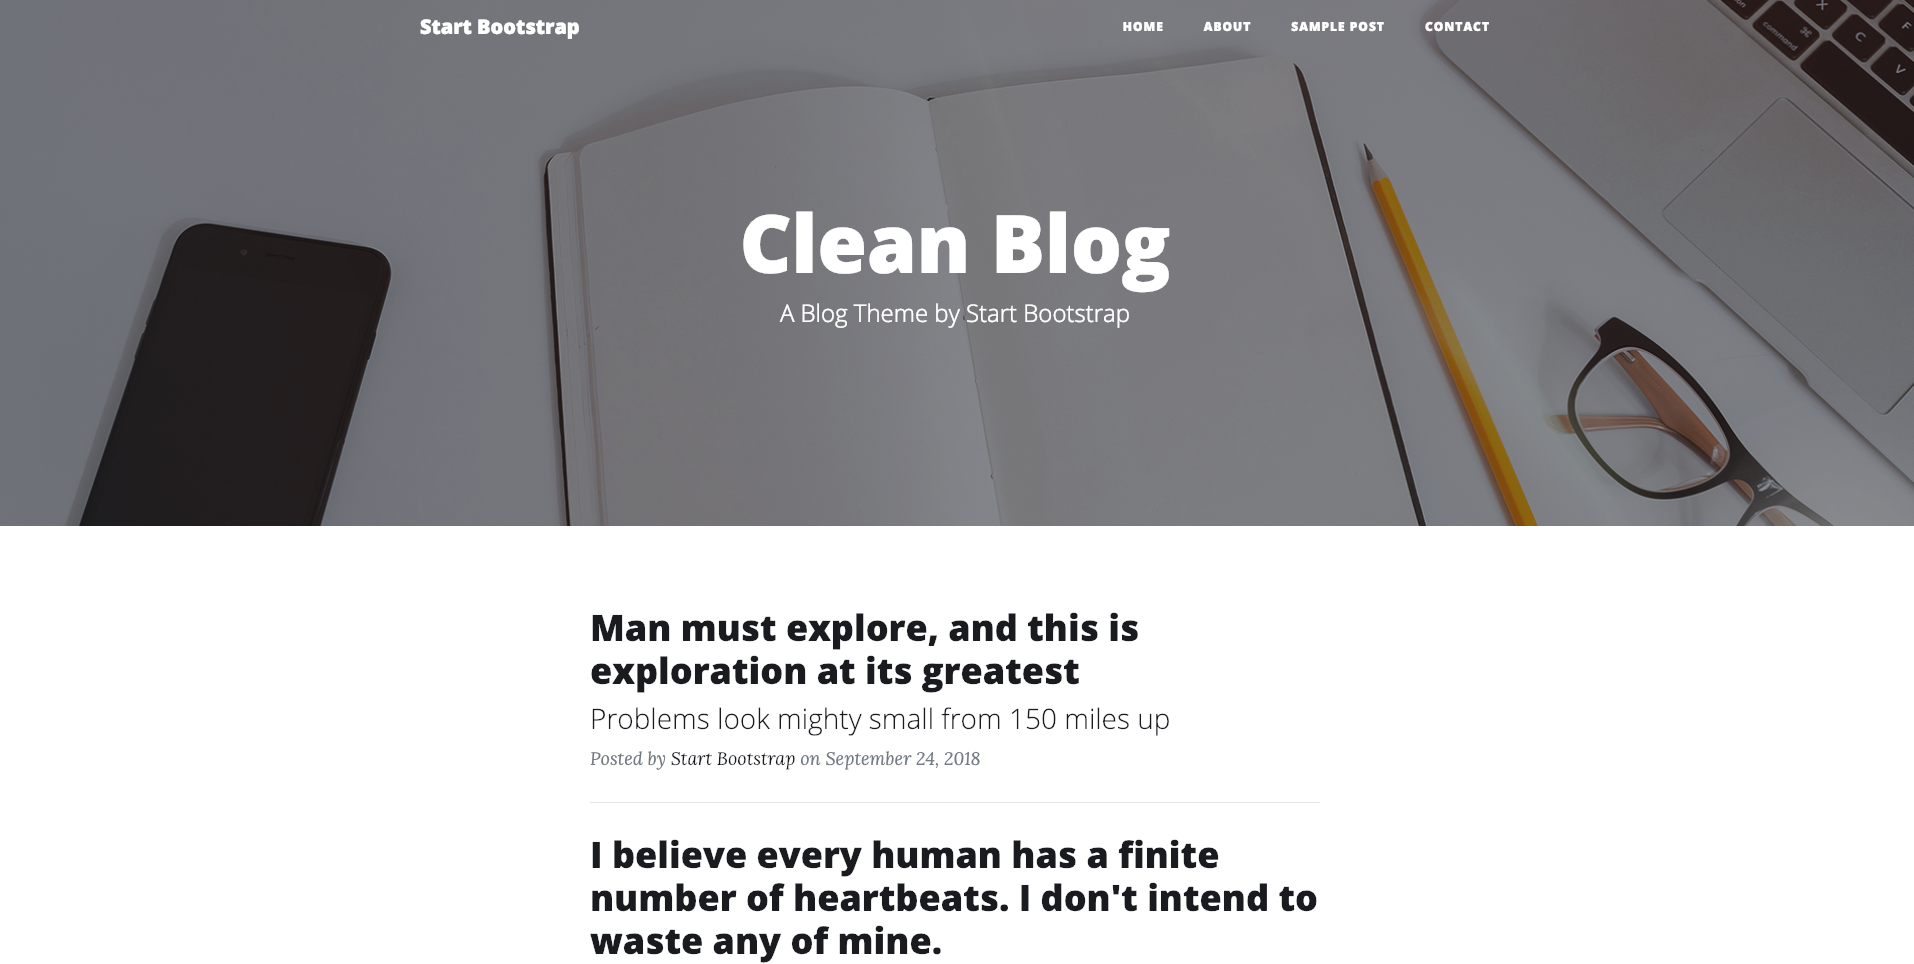 Start Bootstrap
HOME ABOUT SAMPLE POST CONTACT
command ⌘ X C F V
Clean Blog
A Blog Theme by Start Bootstrap
Man must explore, and this is
exploration at its greatest
Problems look mighty small from 150 miles up
Posted by Start Bootstrap on September 24, 2018
I believe every human has a finite
number of heartbeats. I don't intend to
waste any of mine.